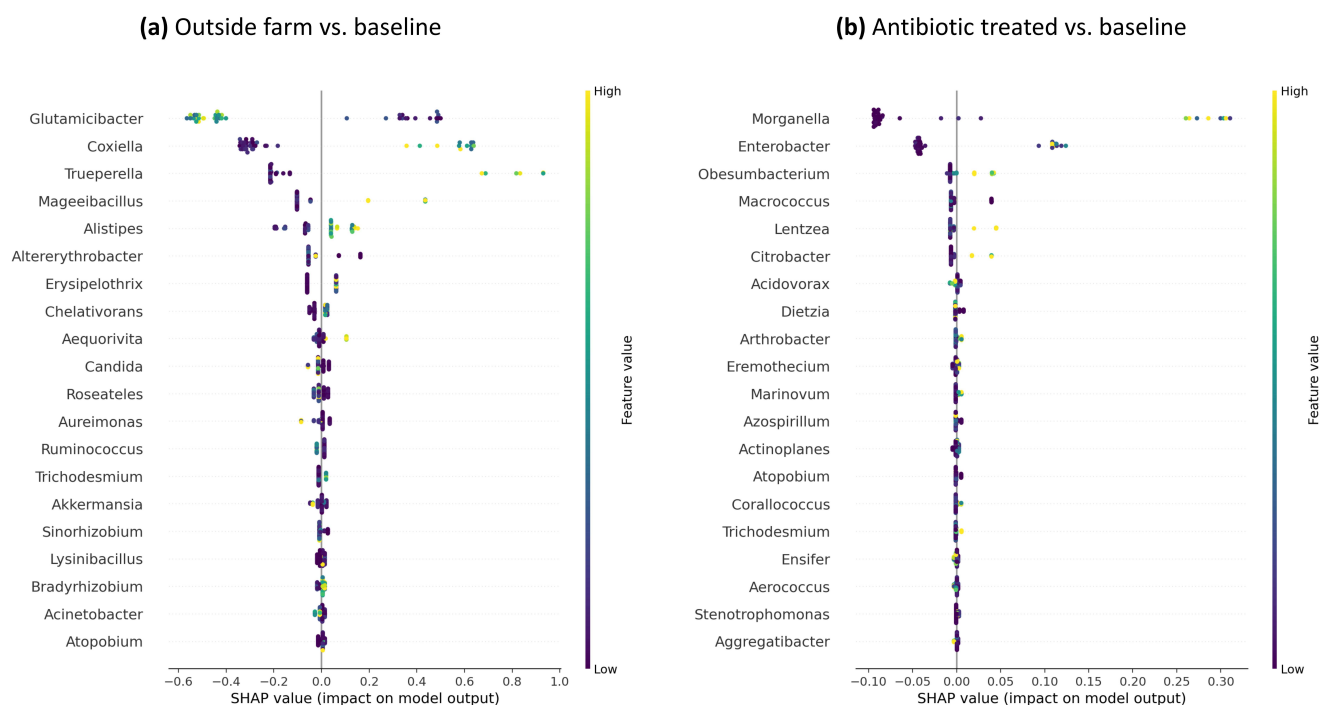 (a) Outside farm vs. baseline
High
Glutamicibacter
Coxiella
Trueperella
Mageeibacillus
Alistipes
Altererythrobacter
Erysipelothrix
Chelativorans
Aequorivita
Candida
Roseateles
Aureimonas
Ruminococcus
Trichodesmium
Akkermansia
Sinorhizobium
Lysinibacillus
Bradyrhizobium
Acinetobacter
Atopobium
Feature value
Low
−0.6 −0.4 −0.2 0.0 0.2 0.4 0.6 0.8 1.0
SHAP value (impact on model output)
(b) Antibiotic treated vs. baseline
High
Morganella
Enterobacter
Obesumbacterium
Macrococcus
Lentzea
Citrobacter
Acidovorax
Dietzia
Arthrobacter
Eremothecium
Marinovum
Azospirillum
Actinoplanes
Atopobium
Corallococcus
Trichodesmium
Ensifer
Aerococcus
Stenotrophomonas
Aggregatibacter
Feature value
Low
−0.10 −0.05 0.00 0.05 0.10 0.15 0.20 0.25 0.30
SHAP value (impact on model output)